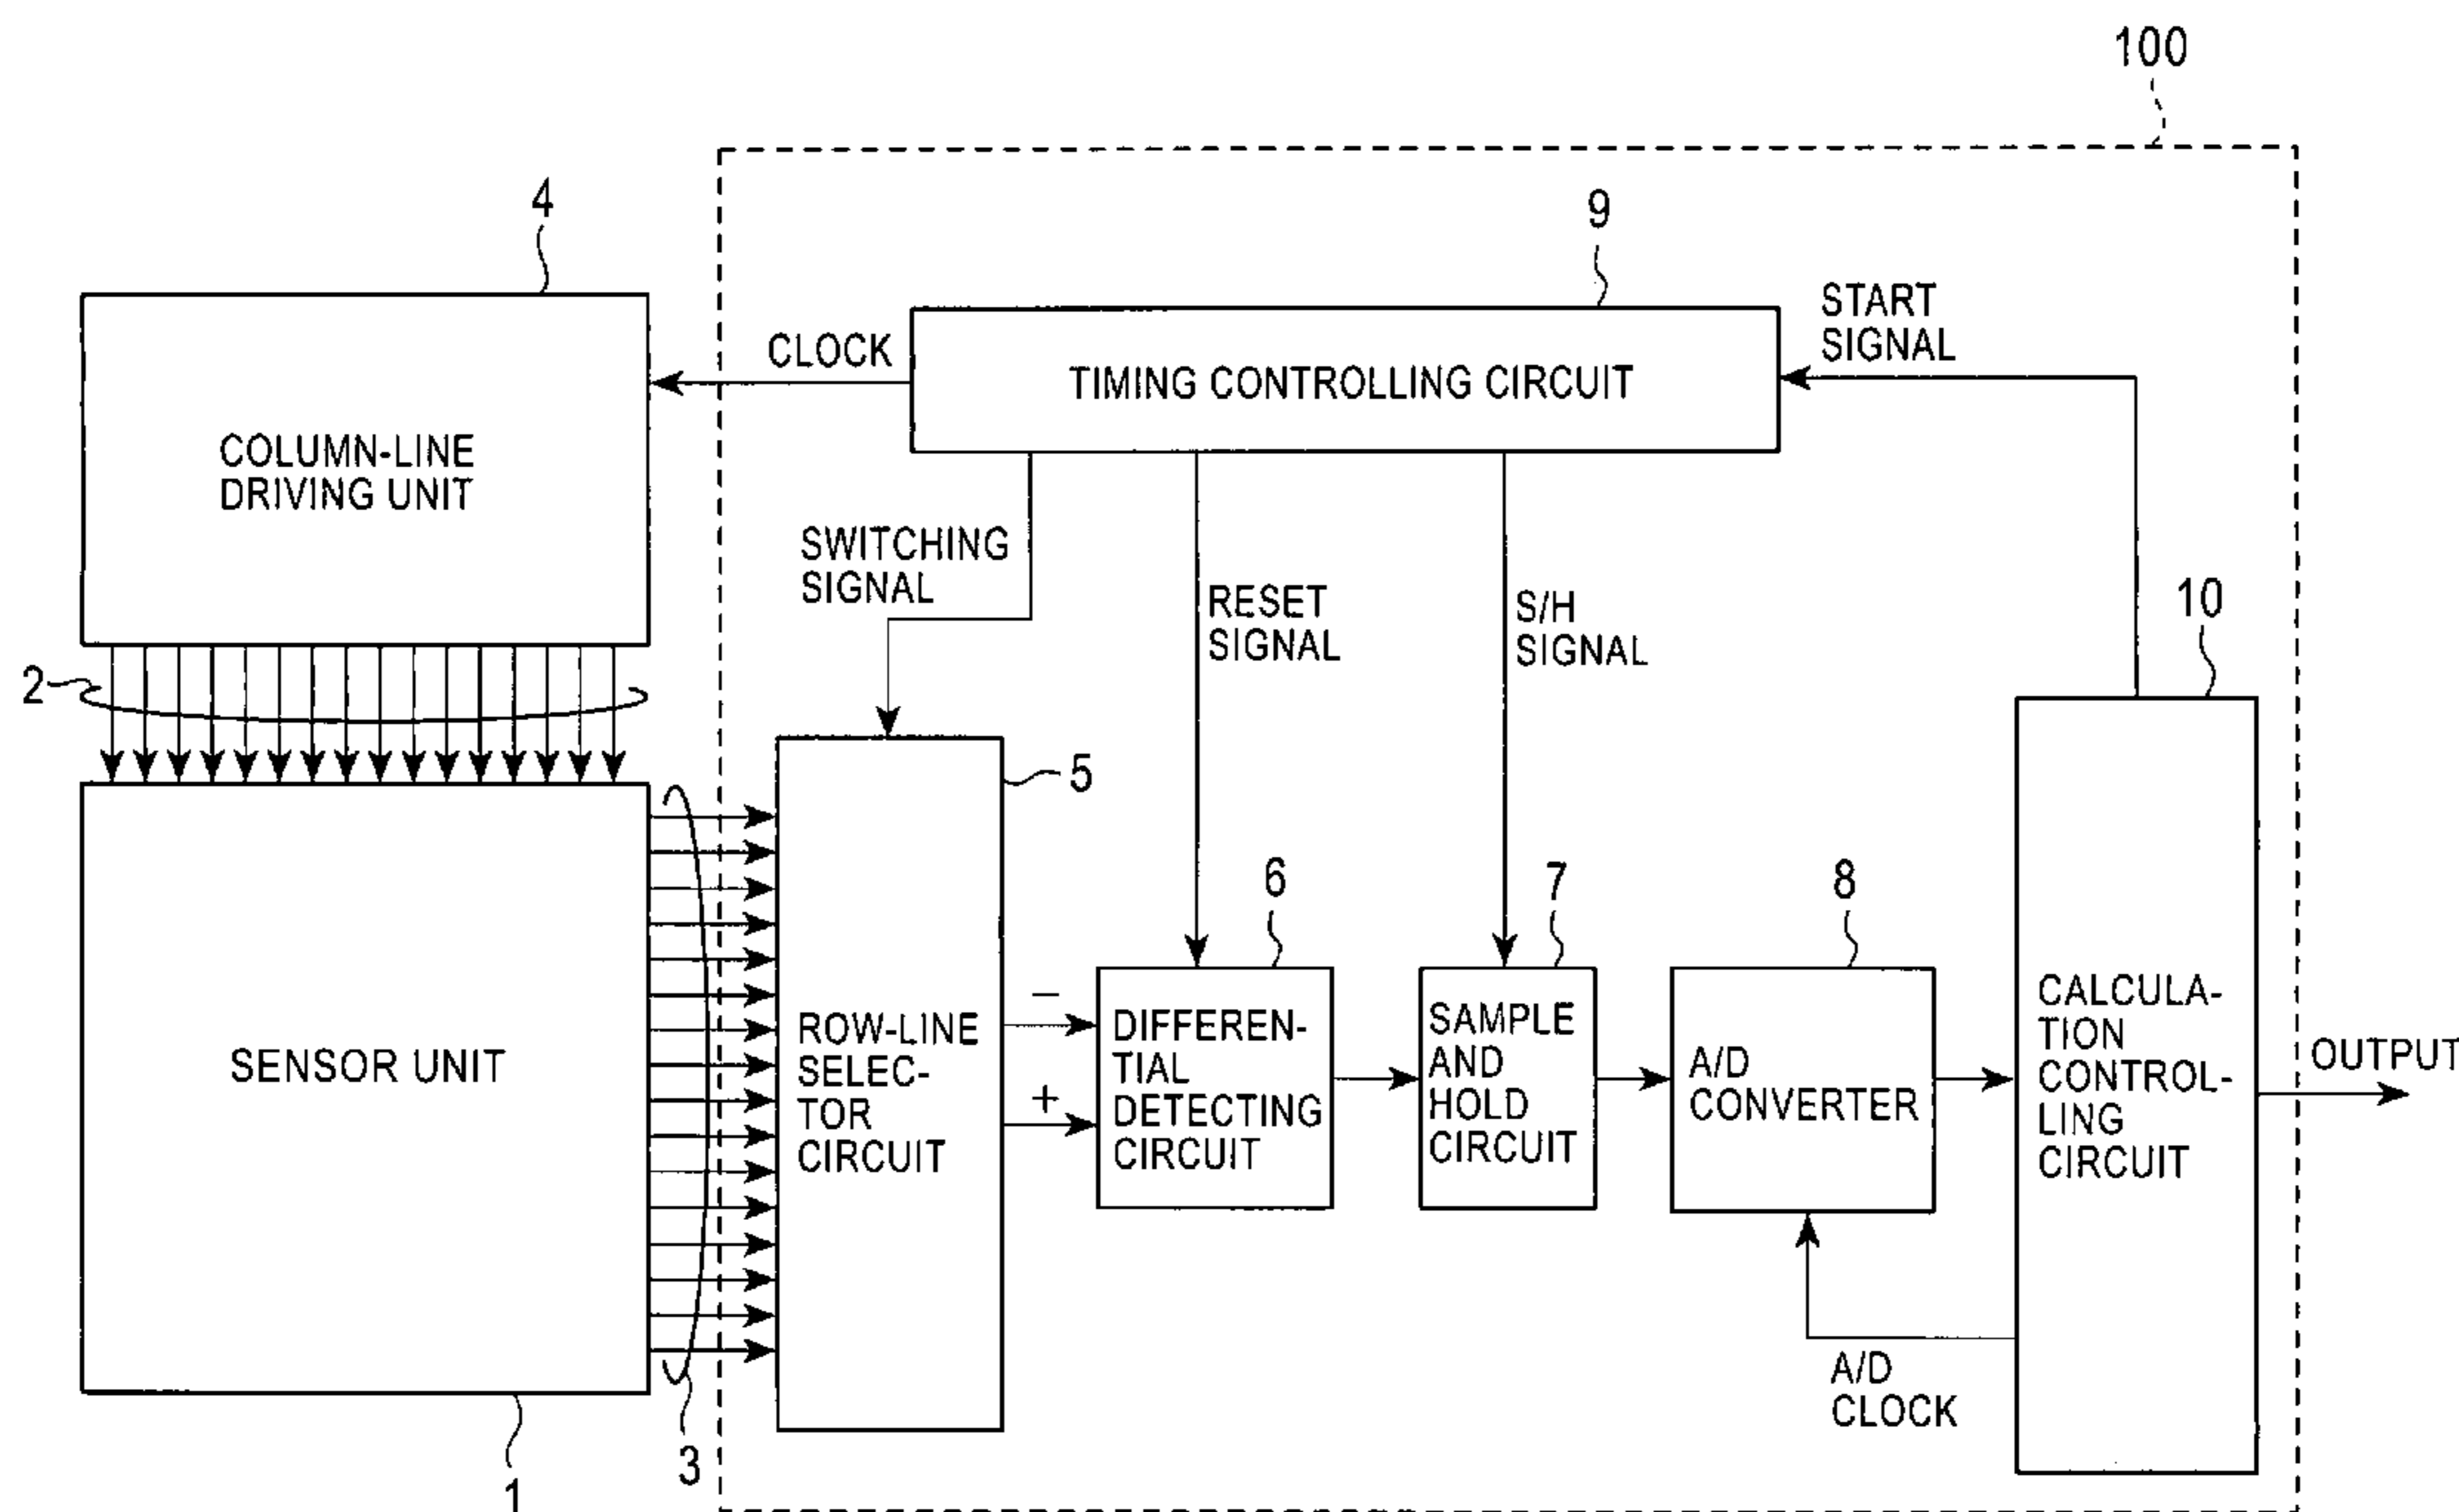 100
4
9
START
SIGNAL
CLOCK
TIMING CONTROLLING CIRCUIT
COLUMN-LINE
DRIVING UNIT
SWITCHING
SIGNAL
RESET
SIGNAL
S/H
SIGNAL
10
2
5
6
7
8
SENSOR UNIT
ROW-LINE
SELEC-
TOR
CIRCUIT
−
+
DIFFEREN-
TIAL
DETECTING
CIRCUIT
SAMPLE
AND
HOLD
CIRCUIT
A/D
CONVERTER
CALCULA-
TION
CONTROL-
LING
CIRCUIT
OUTPUT
A/D
CLOCK
3
1